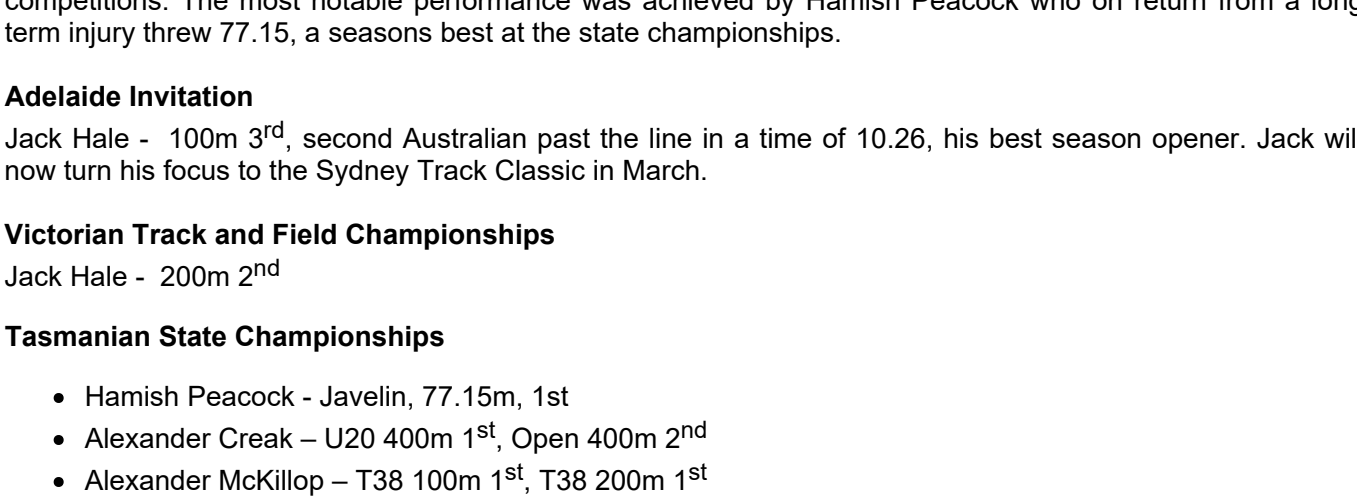 competitions. The most notable performance was achieved by Hamish Peacock who on return from a long
term injury threw 77.15, a seasons best at the state championships.
Adelaide Invitation
Jack Hale -  100m 3rd, second Australian past the line in a time of 10.26, his best season opener. Jack wil
now turn his focus to the Sydney Track Classic in March.
Victorian Track and Field Championships
Jack Hale -  200m 2nd
Tasmanian State Championships
• Hamish Peacock - Javelin, 77.15m, 1st
• Alexander Creak – U20 400m 1st, Open 400m 2nd
• Alexander McKillop – T38 100m 1st, T38 200m 1st